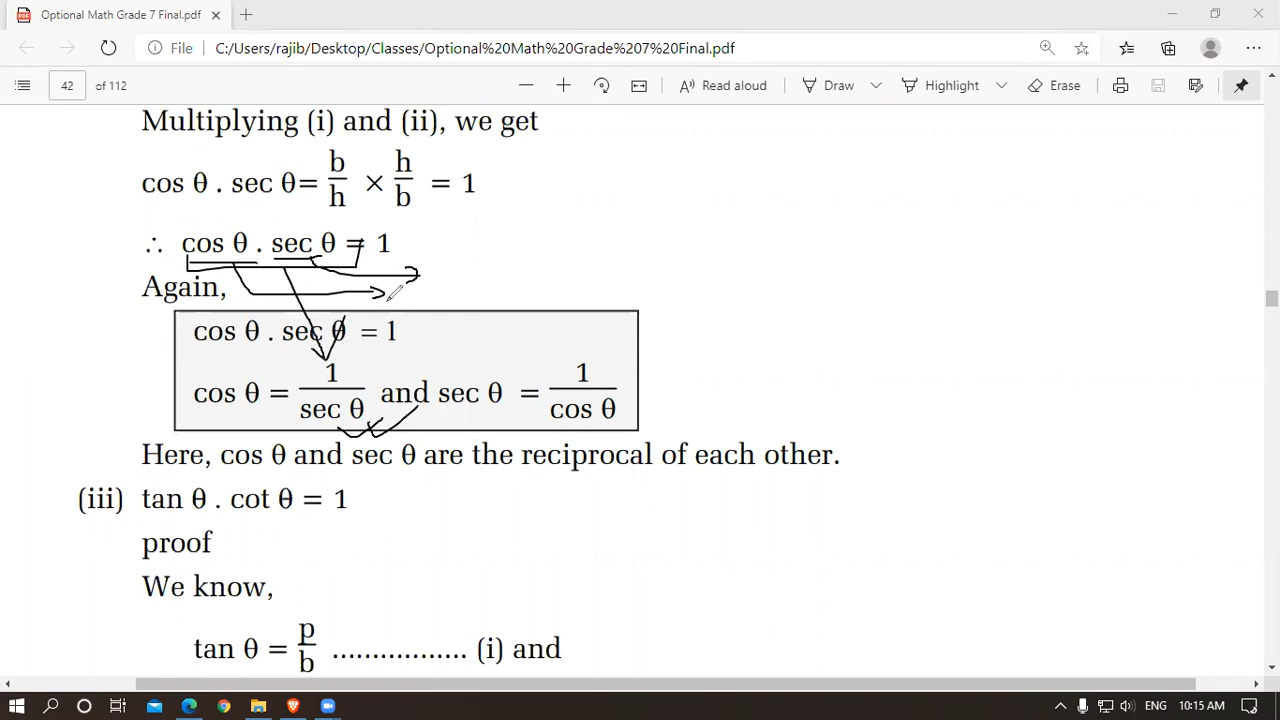 Optional Math Grade 7 Final.pdf
File C:/Users/rajib/Desktop/Classes/Optional%20Math%20Grade%207%20Final.pdf
42 of 112 Read aloud Draw Highlight Erase
Multiplying (i) and (ii), we get
cos θ . sec θ= b/h × h/b = 1
∴ cos θ . sec θ = 1
Again,
cos θ . sec θ = 1
cos θ = 1/sec θ and sec θ = 1/cos θ
Here, cos θ and sec θ are the reciprocal of each other.
(iii) tan θ . cot θ = 1
proof
We know,
tan θ = p/b ................. (i) and
ENG 10:15 AM